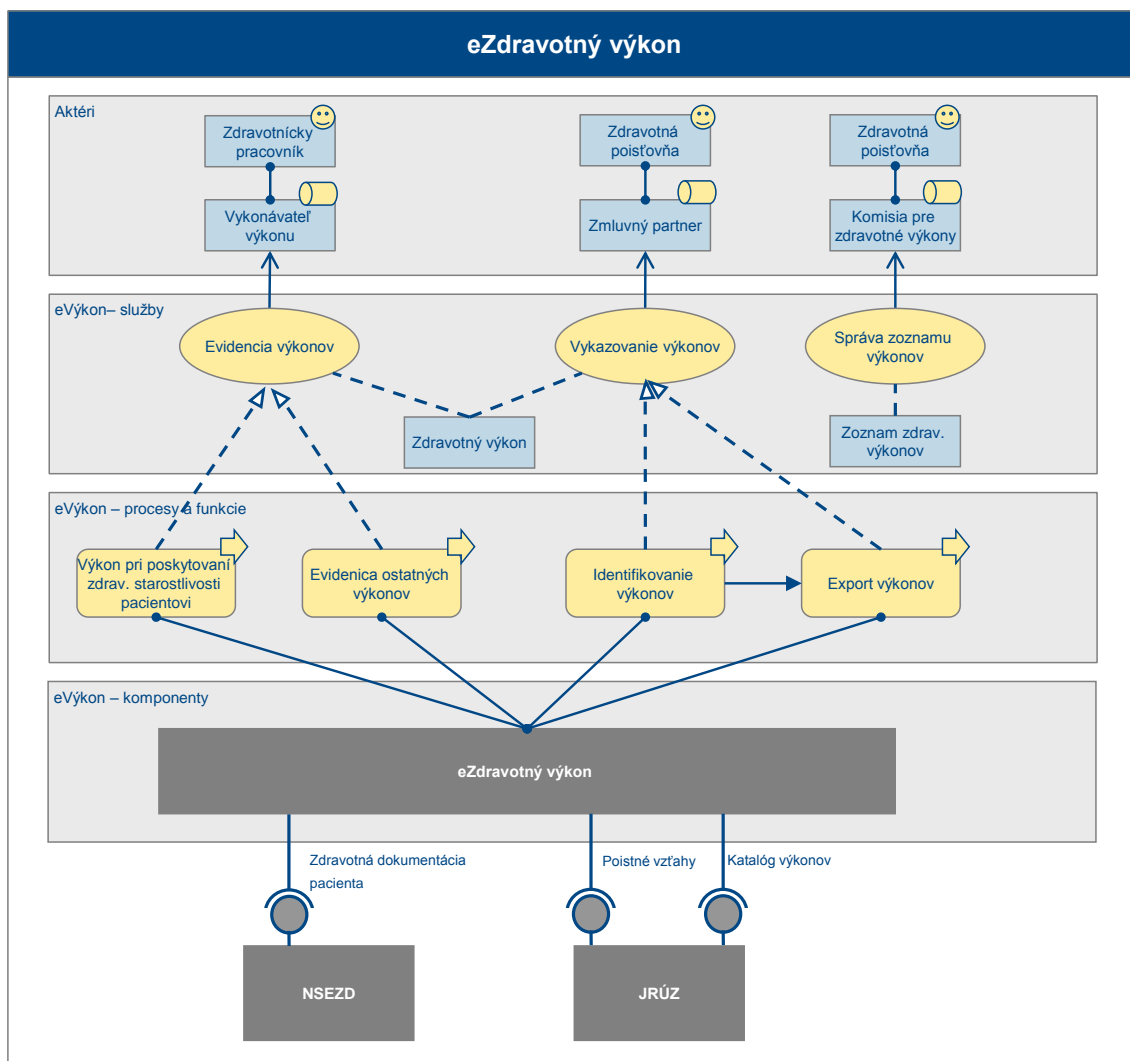 eZdravotný výkon
Aktéri
Zdravotnícky
pracovník
Zdravotná
poisťovňa
Zdravotná
poisťovňa
Vykonávateľ
výkonu
Zmluvný partner
Komisia pre
zdravotné výkony
eVýkon– služby
Evidencia výkonov
Vykazovanie výkonov
Správa zoznamu
výkonov
Zdravotný výkon
Zoznam zdrav.
výkonov
eVýkon – procesy a funkcie
Výkon pri poskytovaní
zdrav. starostlivosti
pacientovi
Evidenica ostatných
výkonov
Identifikovanie
výkonov
Export výkonov
eVýkon – komponenty
eZdravotný výkon
Zdravotná dokumentácia
pacienta
Poistné vzťahy
Katalóg výkonov
NSEZD
JRÚZ